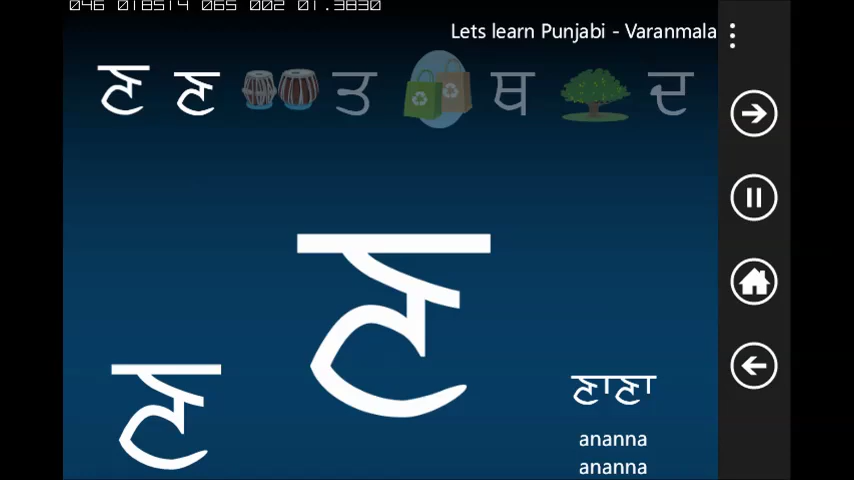 046 018514 065 002 01.3830
Lets learn Punjabi - Varanmala
ਣ ਣ ਤ ਥ ਦ
ਣ
ਣ
ਣਾਣਾ
ananna
ananna